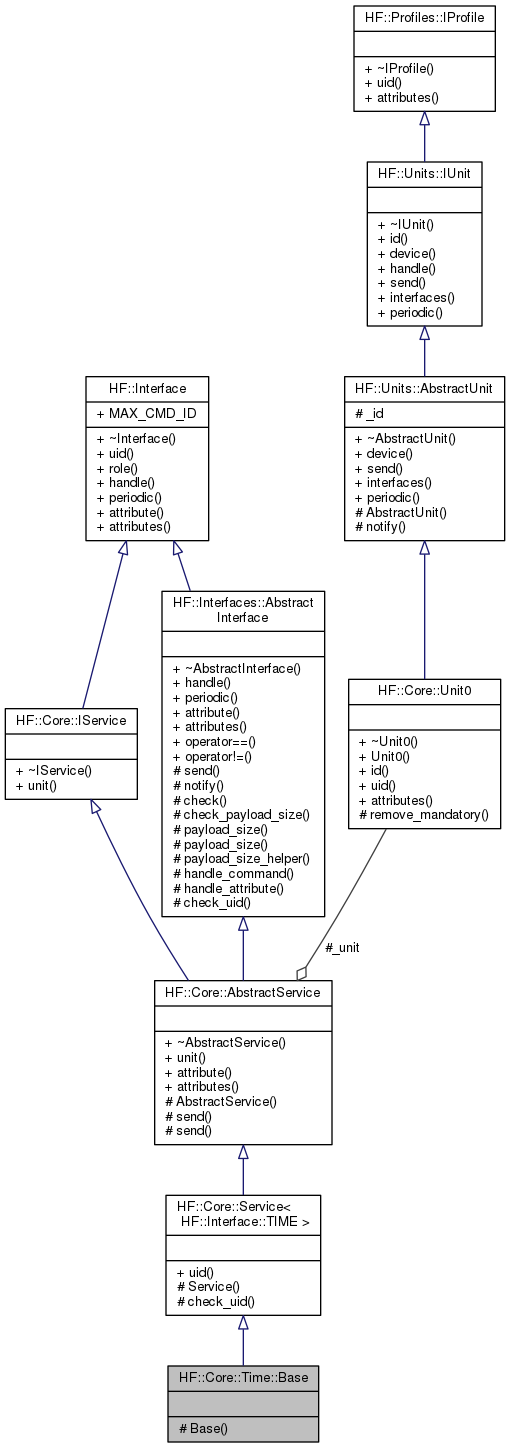 HF::Profiles::IProfile
+ ~IProfile()
+ uid()
+ attributes()
HF::Units::IUnit
+ ~IUnit()
+ id()
+ device()
+ handle()
+ send()
+ interfaces()
+ periodic()
HF::Interface
+ MAX_CMD_ID
+ ~Interface()
+ uid()
+ role()
+ handle()
+ periodic()
+ attribute()
+ attributes()
HF::Units::AbstractUnit
# _id
+ ~AbstractUnit()
+ device()
+ send()
+ interfaces()
+ periodic()
# AbstractUnit()
# notify()
HF::Interfaces::Abstract
Interface
+ ~AbstractInterface()
+ handle()
+ periodic()
+ attribute()
+ attributes()
+ operator==()
+ operator!=()
# send()
# notify()
# check()
# check_payload_size()
# payload_size()
# payload_size()
# payload_size_helper()
# handle_command()
# handle_attribute()
# check_uid()
HF::Core::IService
+ ~IService()
+ unit()
HF::Core::Unit0
+ ~Unit0()
+ Unit0()
+ id()
+ uid()
+ attributes()
# remove_mandatory()
#_unit
HF::Core::AbstractService
+ ~AbstractService()
+ unit()
+ attribute()
+ attributes()
# AbstractService()
# send()
# send()
HF::Core::Service<
HF::Interface::TIME >
+ uid()
# Service()
# check_uid()
HF::Core::Time::Base
# Base()